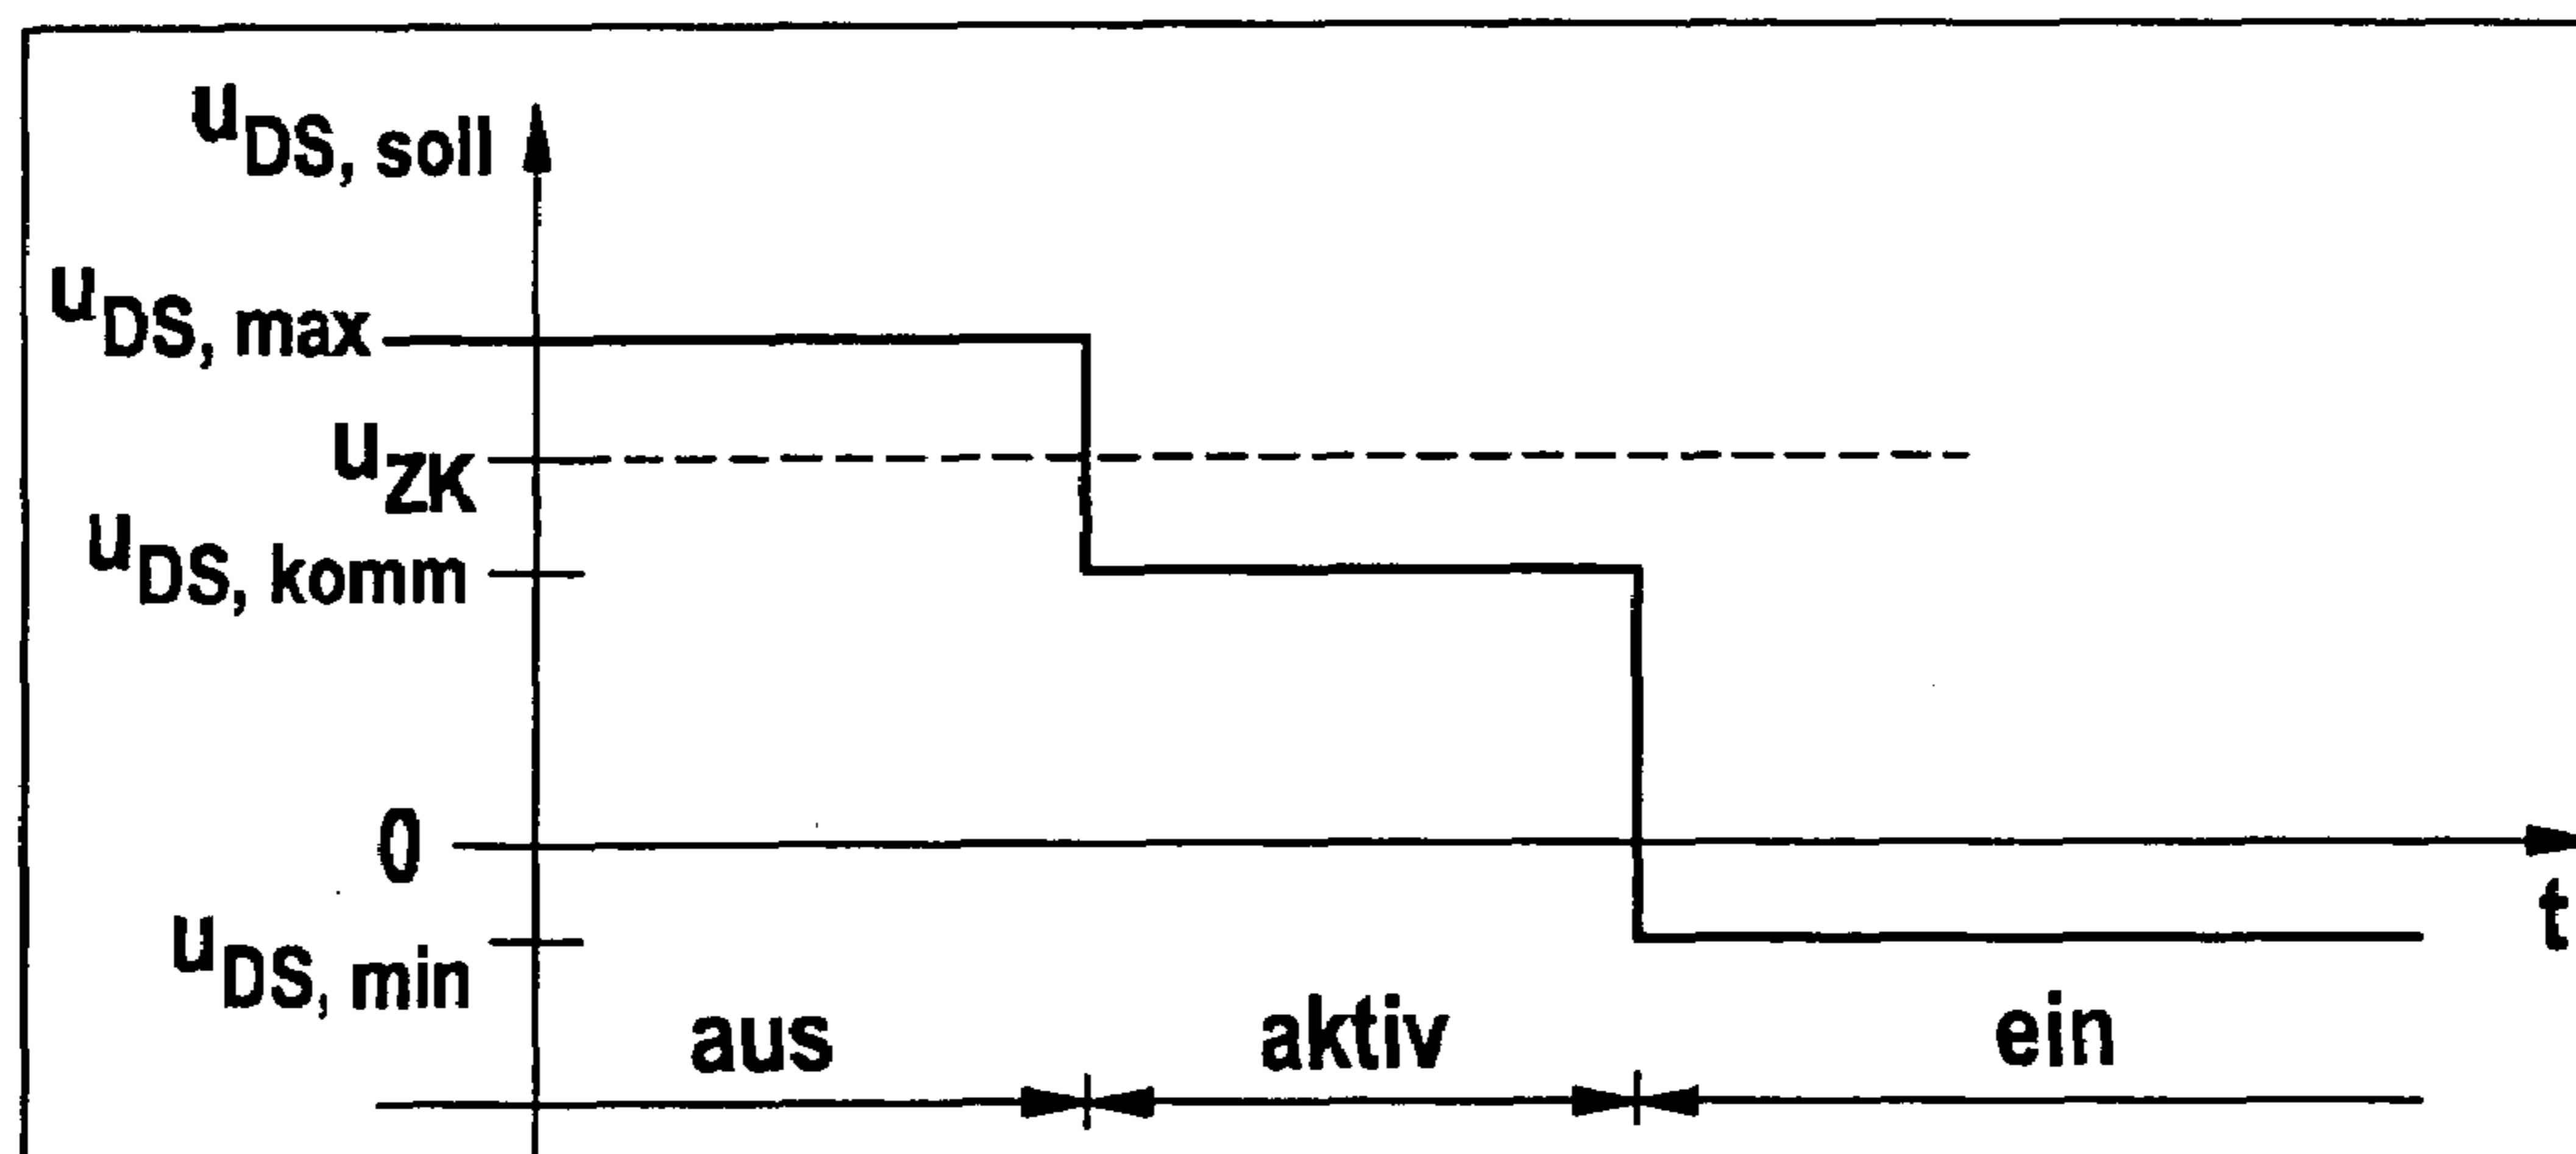 uDS, soll
uDS, max
uZK
uDS, komm
0
uDS, min
t
aus aktiv ein